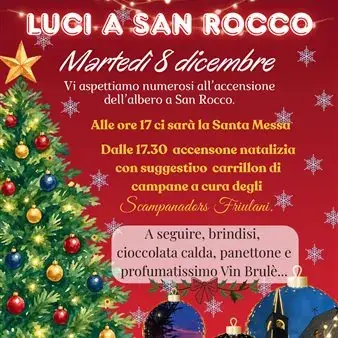 LUCI A SAN ROCCO
Martedì 8 dicembre
Vi aspettiamo numerosi all'accensione
dell'albero a San Rocco.
Alle ore 17 ci sarà la Santa Messa
Dalle 17.30 accensone natalizia
con suggestivo carrillon di
campane a cura degli
Scampanadors Friulani.
A seguire, brindisi,
cioccolata calda, panettone e
profumatissimo Vin Brulè...